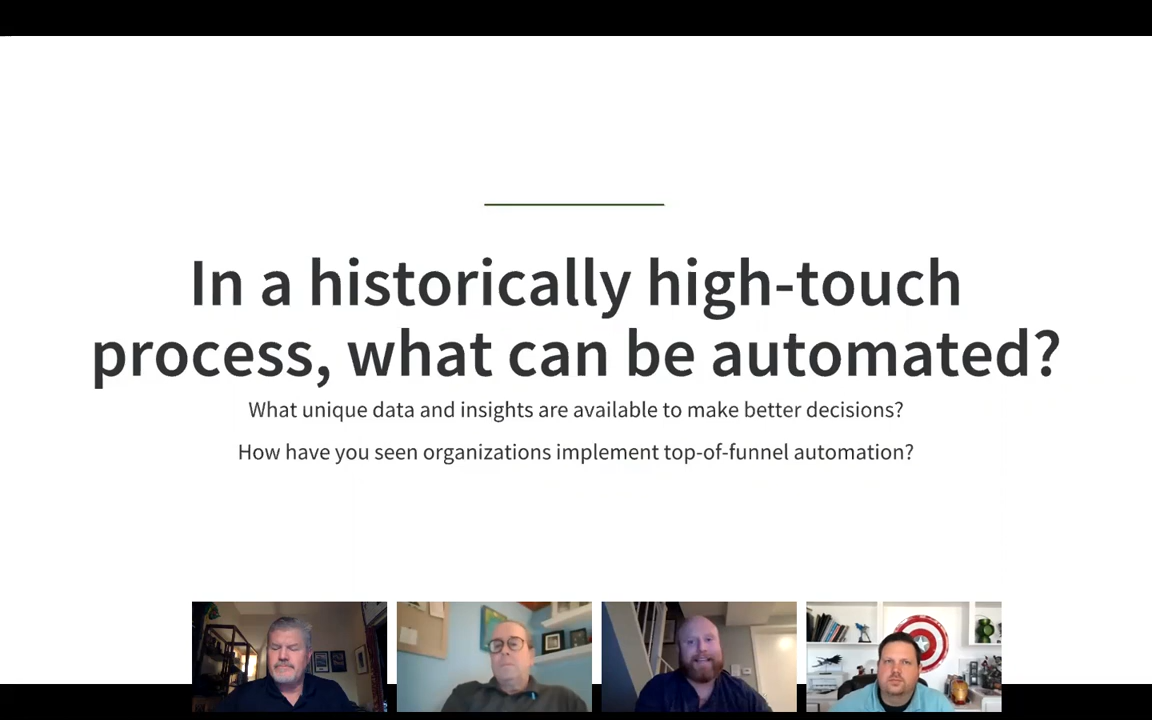 In a historically high-touch
process, what can be automated?
What unique data and insights are available to make better decisions?
How have you seen organizations implement top-of-funnel automation?